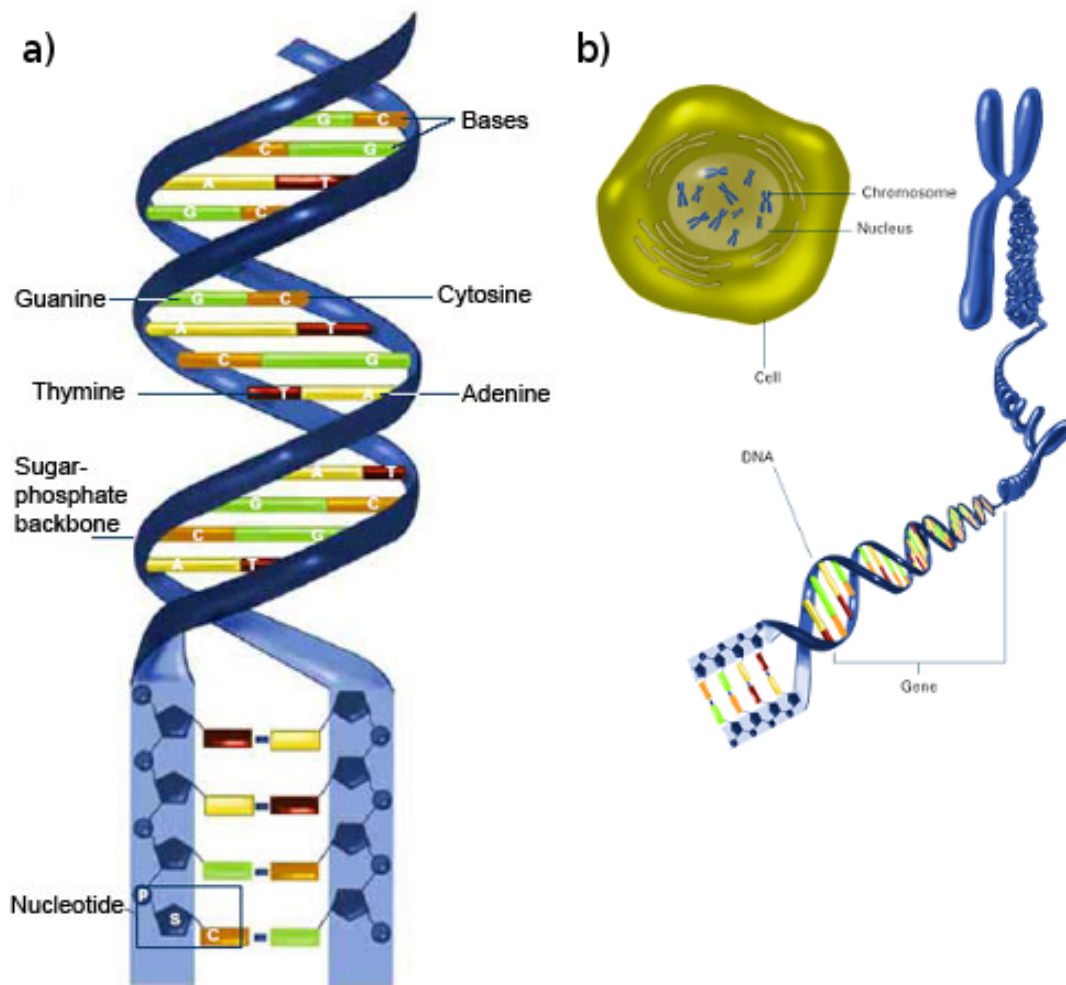 a)
G C
Bases
C G
A T
G C
Guanine
G C
Cytosine
A T
C G
Thymine
T A
Adenine
A T
Sugar-
phosphate
backbone
G C
C G
A T
Nucleotide
P
S
C
b)
Chromosome
Nucleus
Cell
DNA
Gene